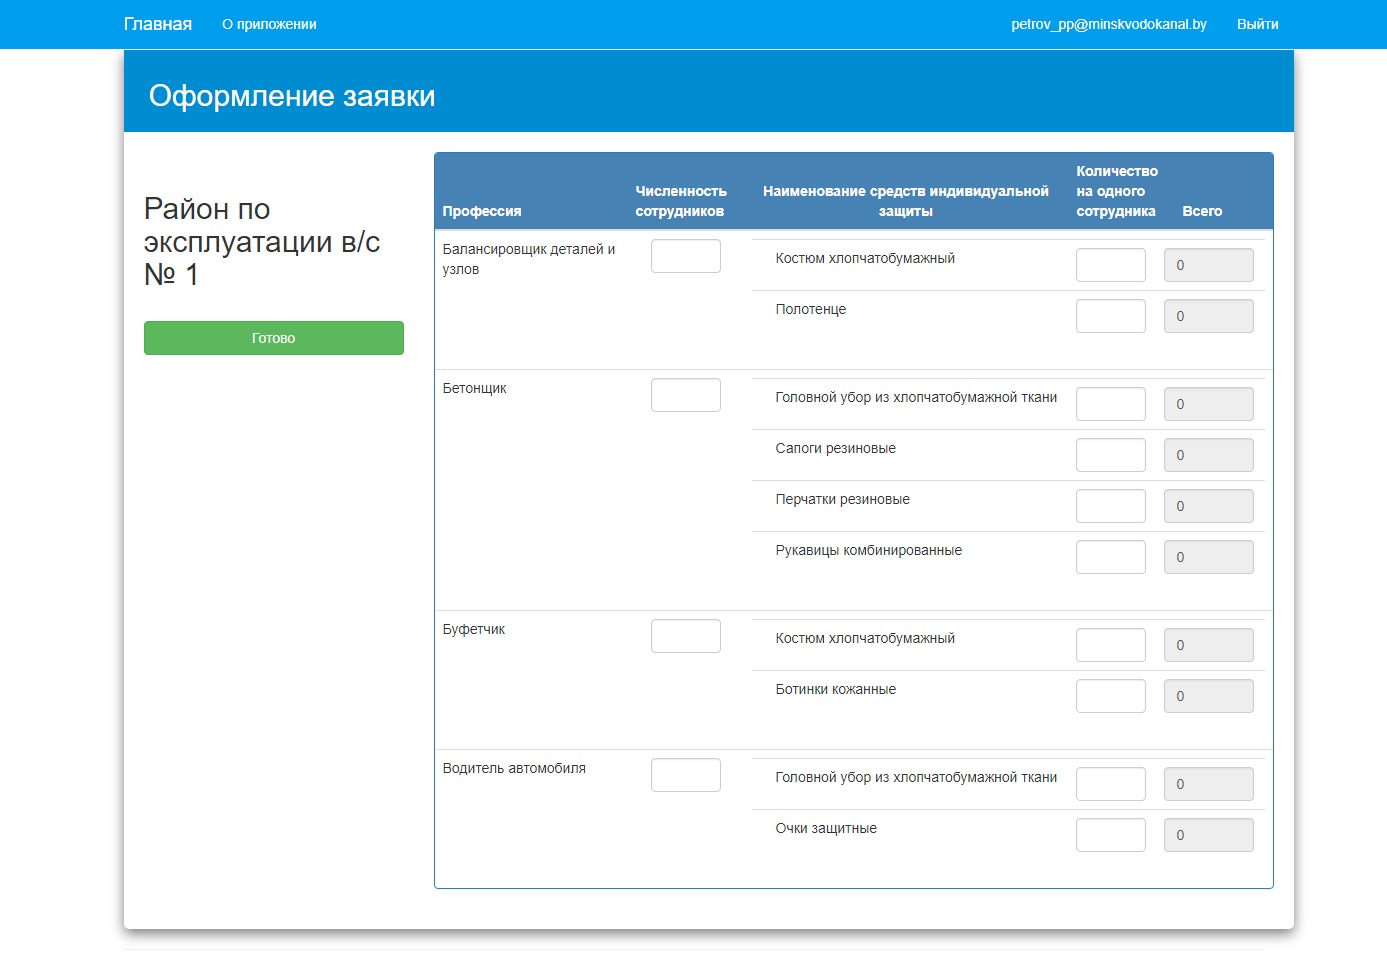 Главная О приложении petrov_pp@minskvodokanal.by Выйти
Оформление заявки
Район по
эксплуатации в/с
№ 1
Готово
Профессия
Численность
сотрудников
Наименование средств индивидуальной
защиты
Количество
на одного
сотрудника
Всего
Балансировщик деталей и
узлов
Костюм хлопчатобумажный 0
Полотенце 0
Бетонщик
Головной убор из хлопчатобумажной ткани 0
Сапоги резиновые 0
Перчатки резиновые 0
Рукавицы комбинированные 0
Буфетчик
Костюм хлопчатобумажный 0
Ботинки кожанные 0
Водитель автомобиля
Головной убор из хлопчатобумажной ткани 0
Очки защитные 0